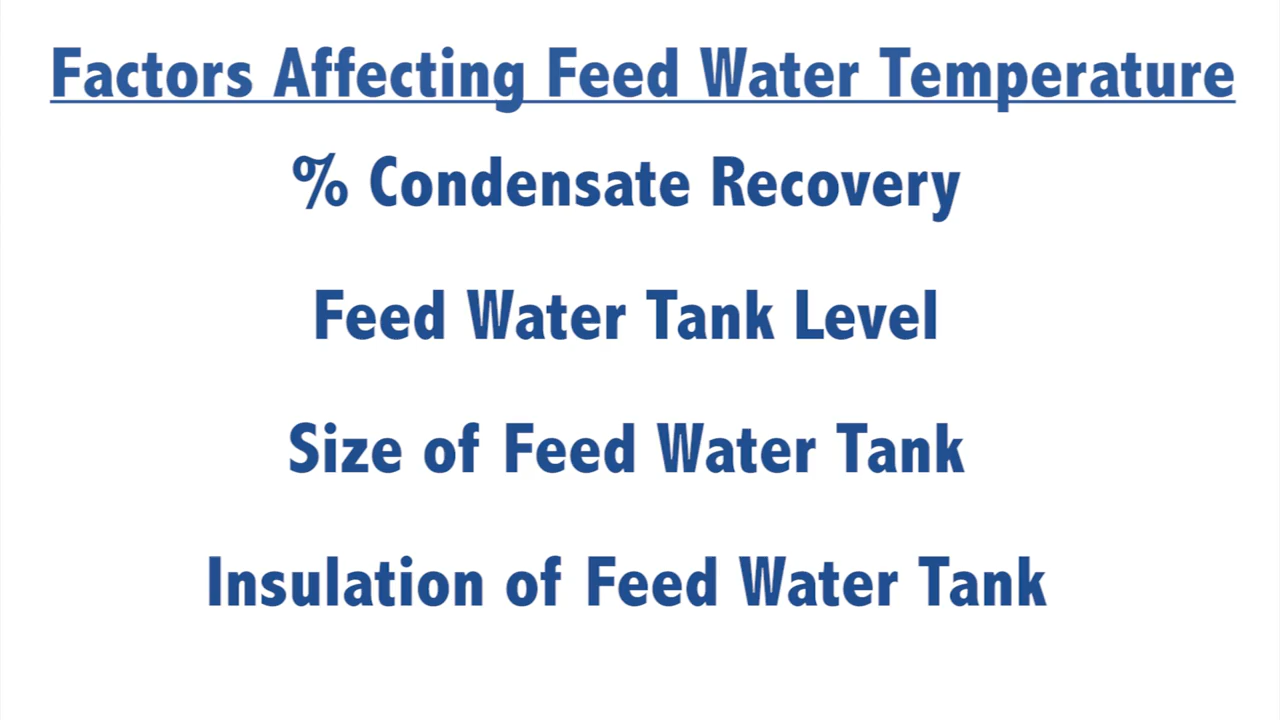 Factors Affecting Feed Water Temperature
% Condensate Recovery
Feed Water Tank Level
Size of Feed Water Tank
Insulation of Feed Water Tank